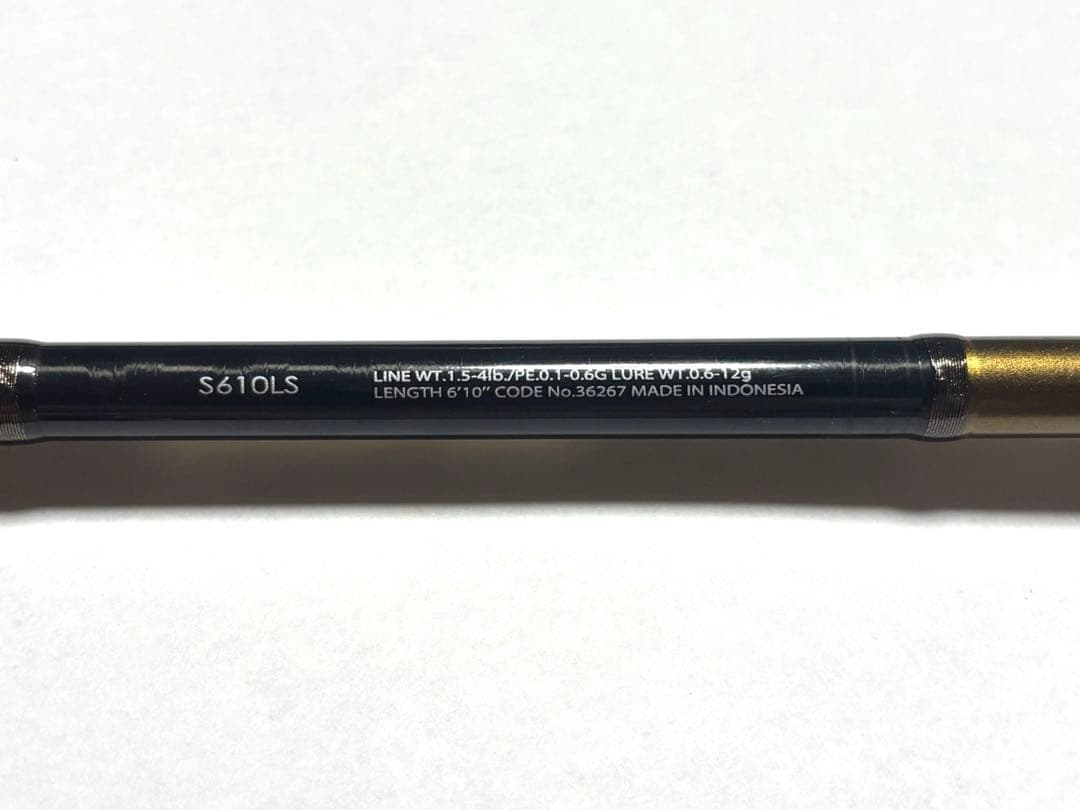 S610LS
LINE WT.1.5-4lb./PE.0.1-0.6G LURE WT.0.6-12g
LENGTH 6'10" CODE No.36267 MADE IN INDONESIA